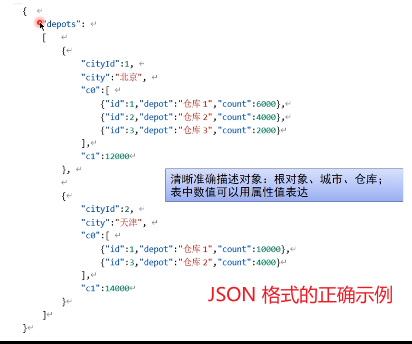 {
"depots":
[
{
"cityId":1,
"city":"北京",
"c0":[
{"id":1,"depot":"仓库1","count":6000},
{"id":2,"depot":"仓库2","count":4000},
{"id":3,"depot":"仓库3","count":2000}
],
"c1":12000
},
清晰准确描述对象：根对象、城市、仓库；
表中数值可以用属性值表达
{
"cityId":2,
"city":"天津",
"c0":[
{"id":1,"depot":"仓库1","count":10000},
{"id":3,"depot":"仓库2","count":4000}
],
"c1":14000
JSON 格式的正确示例
}
]
}